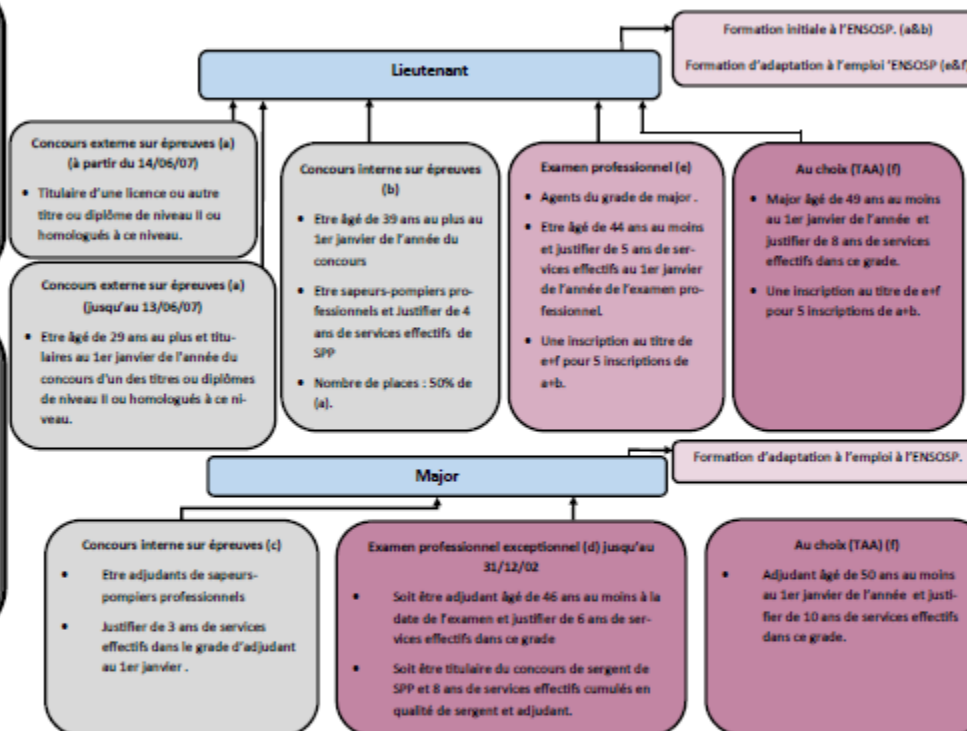 Formation initiale à l'ENSOSP. (a&b)
Formation d'adaptation à l'emploi 'ENSOSP (e&f)
Lieutenant
Concours externe sur épreuves (a)
(à partir du 14/06/07)
• Titulaire d'une licence ou autre
titre ou diplôme de niveau II ou
homologués à ce niveau.
Concours externe sur épreuves (a)
(jusqu'au 13/06/07)
• Etre âgé de 29 ans au plus et titu-
laires au 1er janvier de l'année du
concours d'un des titres ou diplômes
de niveau II ou homologués à ce ni-
veau.
Concours interne sur épreuves
(b)
• Etre âgé de 39 ans au plus au
1er janvier de l'année du
concours
• Etre sapeurs-pompiers pro-
fessionnels et Justifier de 4
ans de services effectifs de
SPP
• Nombre de places : 50% de
(a).
Examen professionnel (e)
• Agents du grade de major .
• Etre âgé de 44 ans au moins
et justifier de 5 ans de ser-
vices effectifs au 1er janvier
de l'année de l'examen pro-
fessionnel.
• Une inscription au titre de
e+f pour 5 inscriptions de
a+b.
Au choix (TAA) (f)
• Major âgé de 49 ans au moins
au 1er janvier de l'année et
justifier de 8 ans de services
effectifs dans ce grade.
• Une inscription au titre de e+f
pour 5 inscriptions de a+b.
Major
Formation d'adaptation à l'emploi à l'ENSOSP.
Concours interne sur épreuves (c)
• Etre adjudants de sapeurs-
pompiers professionnels
• Justifier de 3 ans de services
effectifs dans le grade d'adjudant
au 1er janvier .
Examen professionnel exceptionnel (d) jusqu'au
31/12/02
• Soit être adjudant âgé de 46 ans au moins à la
date de l'examen et justifier de 6 ans de ser-
vices effectifs dans ce grade
• Soit être titulaire du concours de sergent de
SPP et 8 ans de services effectifs cumulés en
qualité de sergent et adjudant.
Au choix (TAA) (f)
• Adjudant âgé de 50 ans au moins
au 1er janvier de l'année et justi-
fier de 10 ans de services effectifs
dans ce grade.